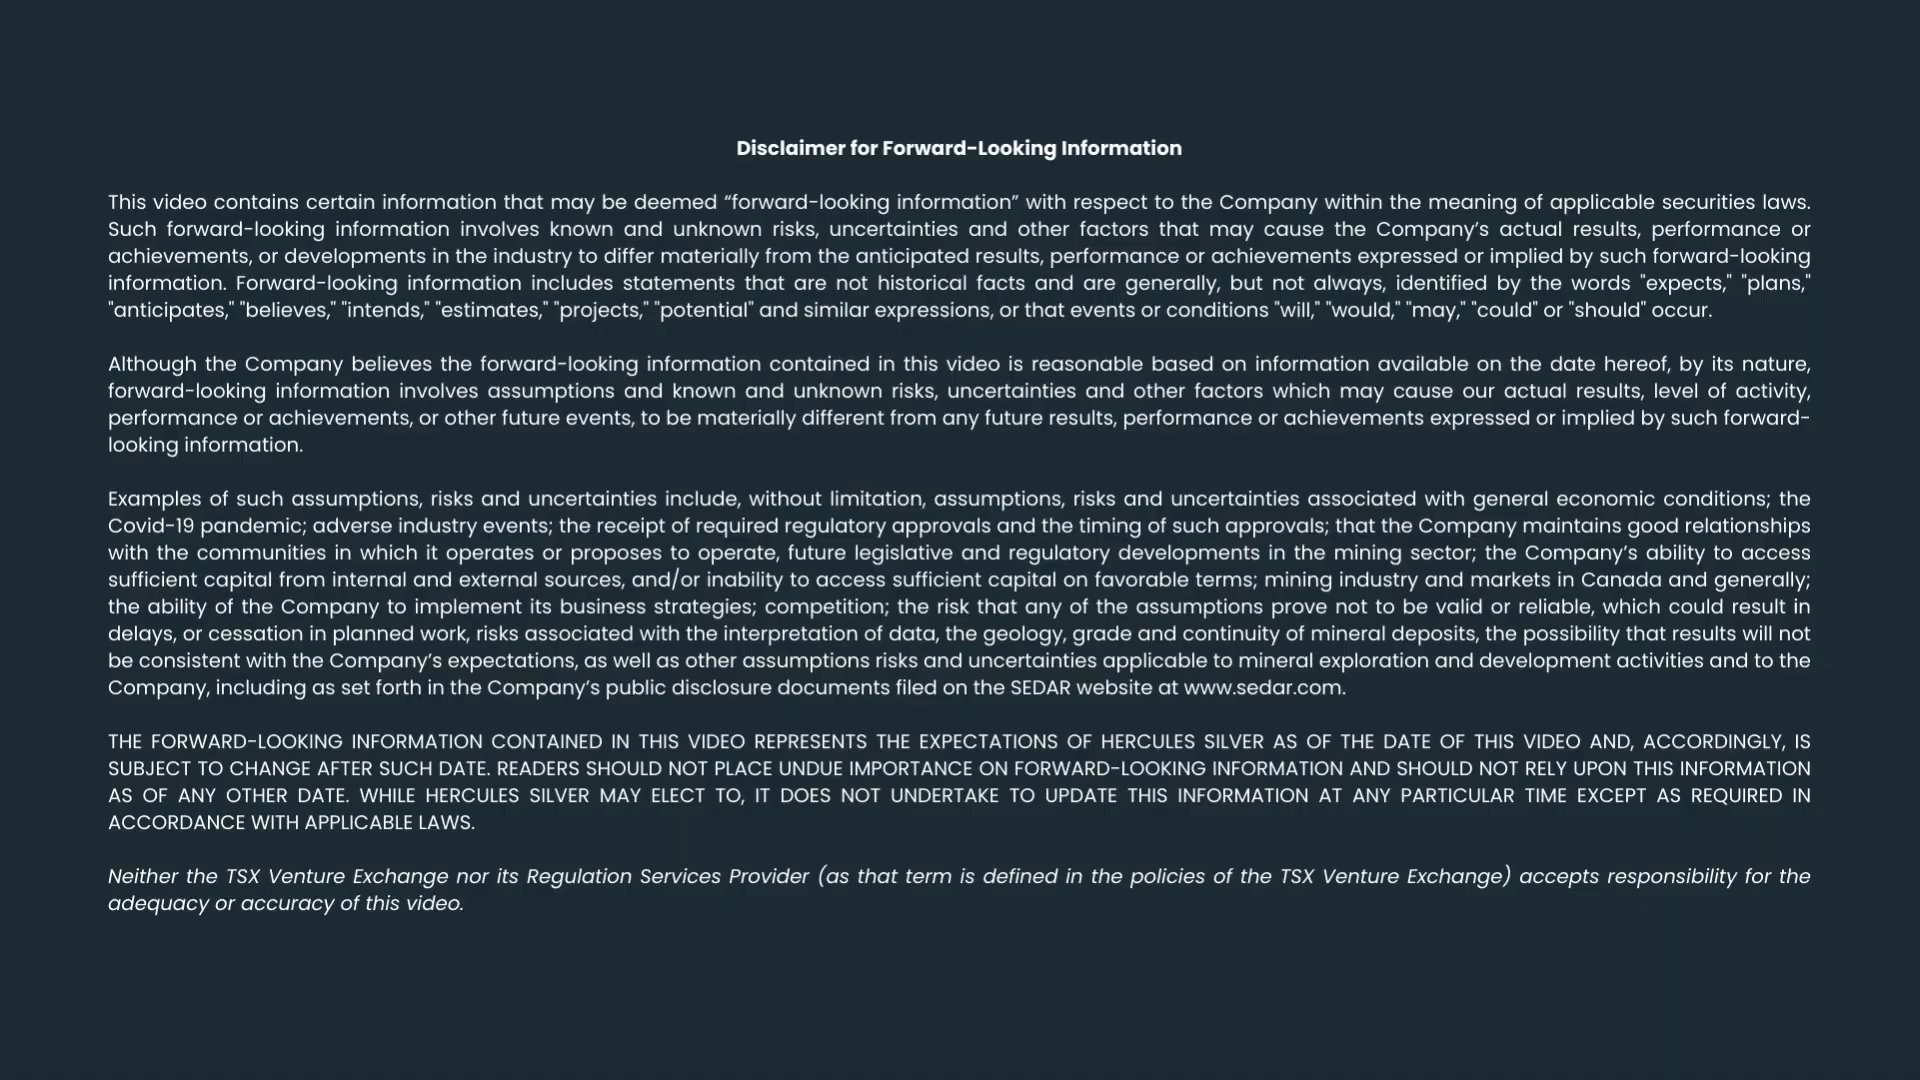 Disclaimer for Forward-Looking Information
This video contains certain information that may be deemed “forward-looking information” with respect to the Company within the meaning of applicable securities laws.
Such forward-looking information involves known and unknown risks, uncertainties and other factors that may cause the Company’s actual results, performance or
achievements, or developments in the industry to differ materially from the anticipated results, performance or achievements expressed or implied by such forward-looking
information. Forward-looking information includes statements that are not historical facts and are generally, but not always, identified by the words "expects," "plans,"
"anticipates," "believes," "intends," "estimates," "projects," "potential" and similar expressions, or that events or conditions "will," "would," "may," "could" or "should" occur.
Although the Company believes the forward-looking information contained in this video is reasonable based on information available on the date hereof, by its nature,
forward-looking information involves assumptions and known and unknown risks, uncertainties and other factors which may cause our actual results, level of activity,
performance or achievements, or other future events, to be materially different from any future results, performance or achievements expressed or implied by such forward-
looking information.
Examples of such assumptions, risks and uncertainties include, without limitation, assumptions, risks and uncertainties associated with general economic conditions; the
Covid-19 pandemic; adverse industry events; the receipt of required regulatory approvals and the timing of such approvals; that the Company maintains good relationships
with the communities in which it operates or proposes to operate, future legislative and regulatory developments in the mining sector; the Company’s ability to access
sufficient capital from internal and external sources, and/or inability to access sufficient capital on favorable terms; mining industry and markets in Canada and generally;
the ability of the Company to implement its business strategies; competition; the risk that any of the assumptions prove not to be valid or reliable, which could result in
delays, or cessation in planned work, risks associated with the interpretation of data, the geology, grade and continuity of mineral deposits, the possibility that results will not
be consistent with the Company’s expectations, as well as other assumptions risks and uncertainties applicable to mineral exploration and development activities and to the
Company, including as set forth in the Company’s public disclosure documents filed on the SEDAR website at www.sedar.com.
THE FORWARD-LOOKING INFORMATION CONTAINED IN THIS VIDEO REPRESENTS THE EXPECTATIONS OF HERCULES SILVER AS OF THE DATE OF THIS VIDEO AND, ACCORDINGLY, IS
SUBJECT TO CHANGE AFTER SUCH DATE. READERS SHOULD NOT PLACE UNDUE IMPORTANCE ON FORWARD-LOOKING INFORMATION AND SHOULD NOT RELY UPON THIS INFORMATION
AS OF ANY OTHER DATE. WHILE HERCULES SILVER MAY ELECT TO, IT DOES NOT UNDERTAKE TO UPDATE THIS INFORMATION AT ANY PARTICULAR TIME EXCEPT AS REQUIRED IN
ACCORDANCE WITH APPLICABLE LAWS.
Neither the TSX Venture Exchange nor its Regulation Services Provider (as that term is defined in the policies of the TSX Venture Exchange) accepts responsibility for the
adequacy or accuracy of this video.